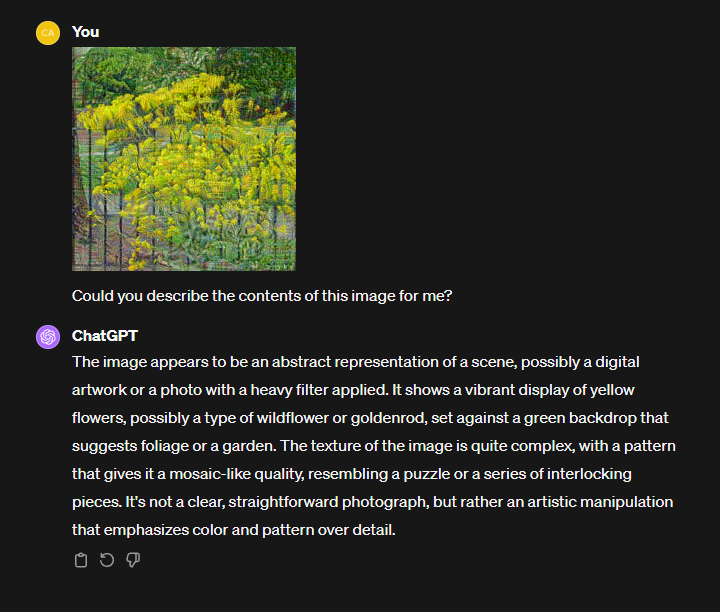 CA
You
Could you describe the contents of this image for me?
ChatGPT
The image appears to be an abstract representation of a scene, possibly a digital
artwork or a photo with a heavy filter applied. It shows a vibrant display of yellow
flowers, possibly a type of wildflower or goldenrod, set against a green backdrop that
suggests foliage or a garden. The texture of the image is quite complex, with a pattern
that gives it a mosaic-like quality, resembling a puzzle or a series of interlocking
pieces. It's not a clear, straightforward photograph, but rather an artistic manipulation
that emphasizes color and pattern over detail.